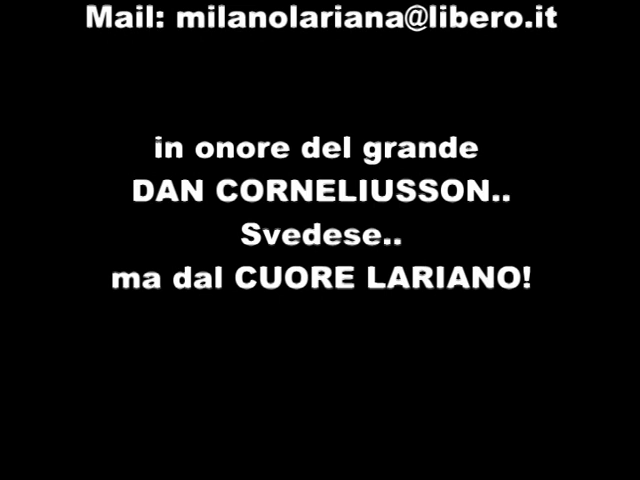 Mail: milanolariana@libero.it
in onore del grande
DAN CORNELIUSSON..
Svedese..
ma dal CUORE LARIANO!